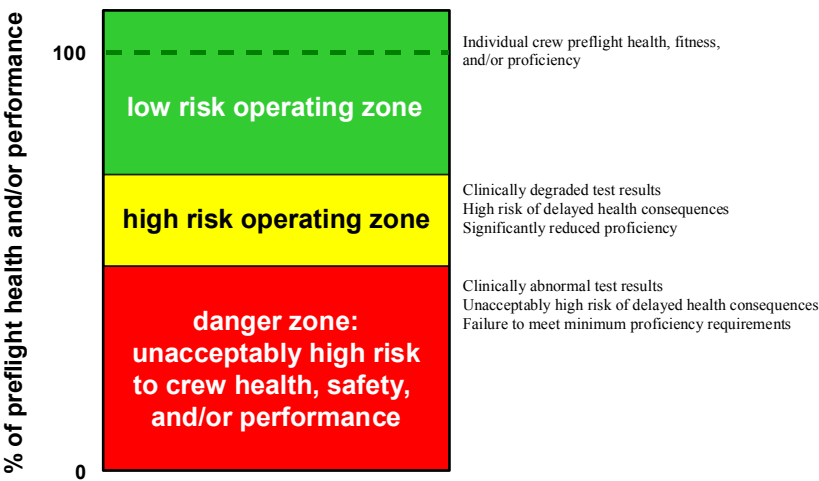 % of preflight health and/or performance
100
low risk operating zone
Individual crew preflight health, fitness,
and/or proficiency
high risk operating zone
Clinically degraded test results
High risk of delayed health consequences
Significantly reduced proficiency
danger zone:
unacceptably high risk
to crew health, safety,
and/or performance
Clinically abnormal test results
Unacceptably high risk of delayed health consequences
Failure to meet minimum proficiency requirements
0